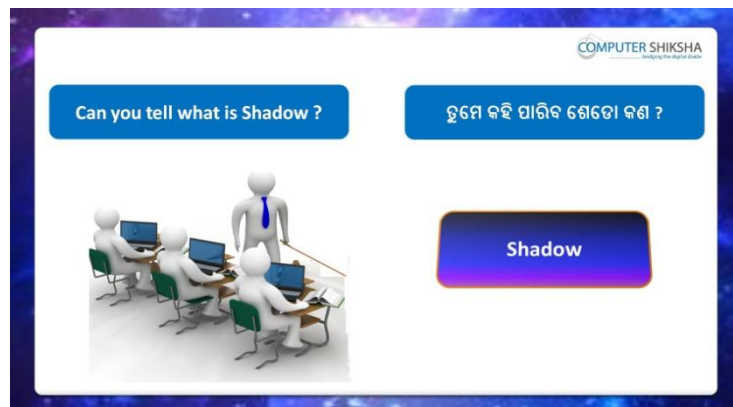 COMPUTER SHIKSHA
bridging the digital divide
Can you tell what is Shadow ?
ତୁମେ କହି ପାରିବ ଶେଡୋ କଣ ?
Shadow